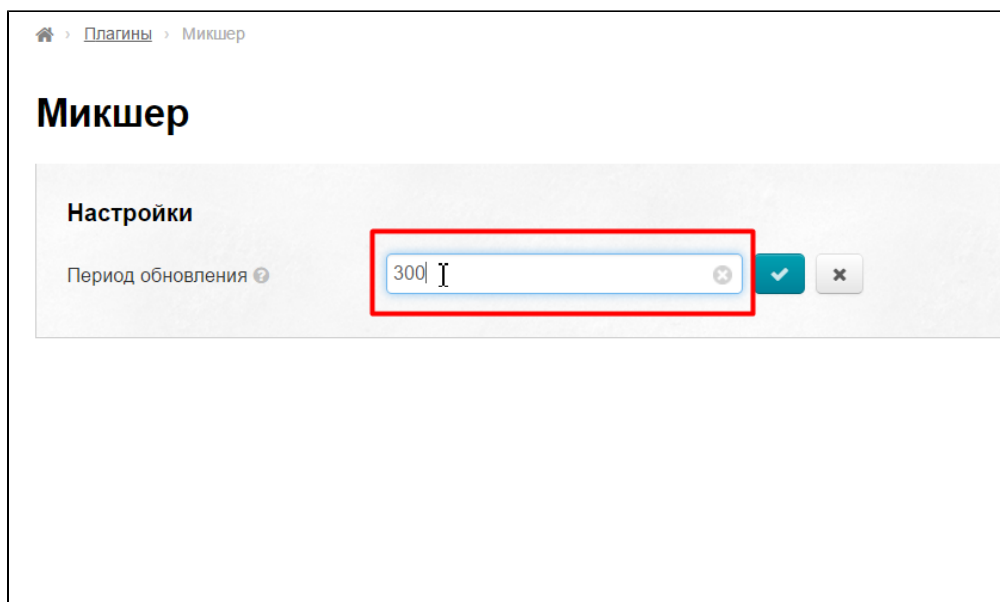 › Плагины › Микшер
Микшер
Настройки
Период обновления
300